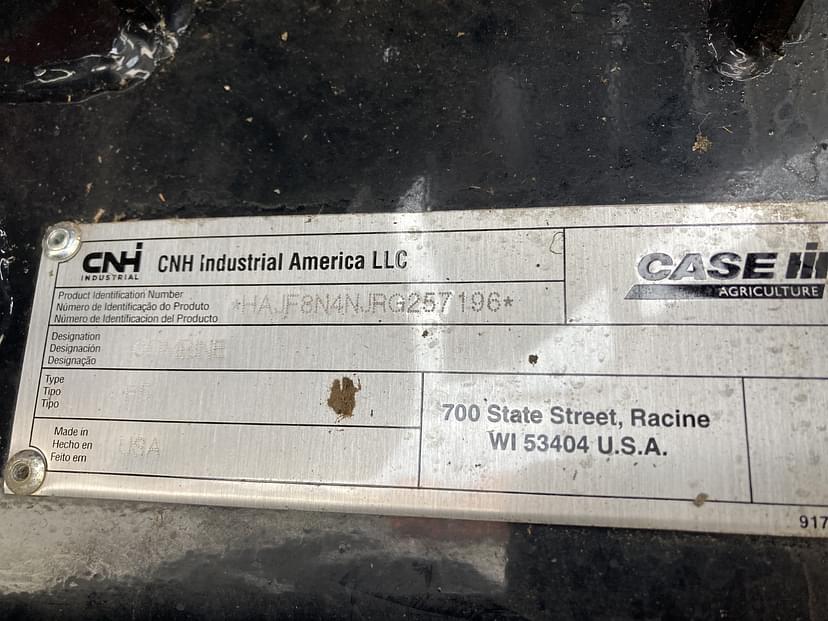 CNH
INDUSTRIAL
CNH Industrial America LLC
CASE IH
AGRICULTURE
Product Identification Number
Número de Identificação do Produto
Número de Identificacion del Producto
*HAJF8N4NJRG257196*
Designation
Designación
Designação
Type
Tipo
Tipo
Made in
Hecho en
Feito em
USA
700 State Street, Racine
WI 53404 U.S.A.
917